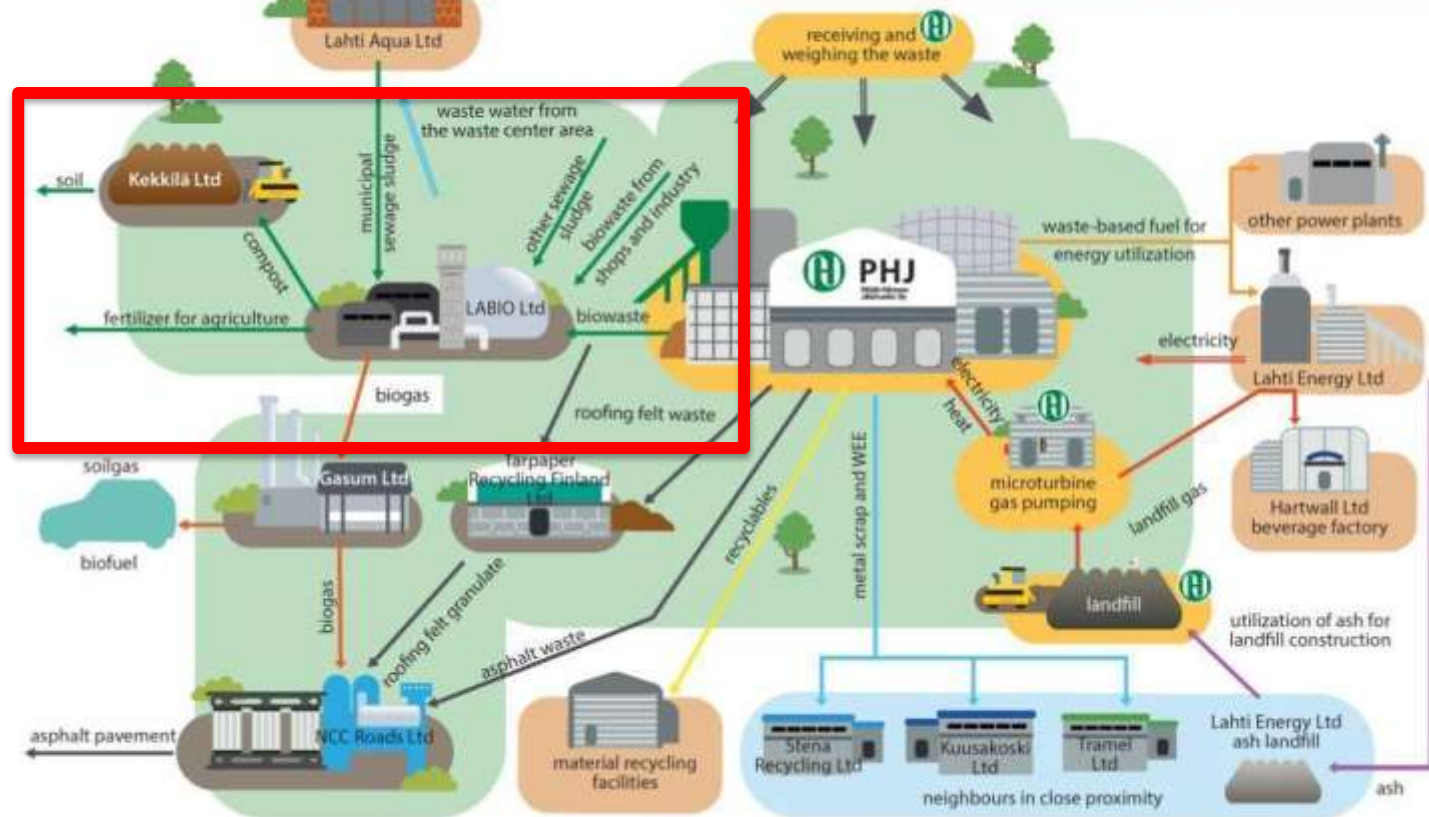 Lahti Aqua Ltd
receiving and
weighing the waste
waste water from
the waste center area
municipal
sewage sludge
other sewage
sludge
biowaste from
shops and industry
soil
Kekkilä Ltd
compost
fertilizer for agriculture
LABIO Ltd
biowaste
PHJ
waste-based fuel for
energy utilization
other power plants
electricity
Lahti Energy Ltd
biogas
roofing felt waste
electricity
heat
microturbine
gas pumping
landfill gas
Hartwall Ltd
beverage factory
soilgas
biofuel
Gasum Ltd
Tarpaper
Recycling Finland
Ltd
recyclables
metal scrap and WEE
landfill
utilization of ash for
landfill construction
biogas
roofing felt granulate
asphalt waste
asphalt pavement
NCC Roads Ltd
material recycling
facilities
Stena
Recycling Ltd
Kuusakoski
Ltd
Tramel
Ltd
Lahti Energy Ltd
ash landfill
neighbours in close proximity
ash